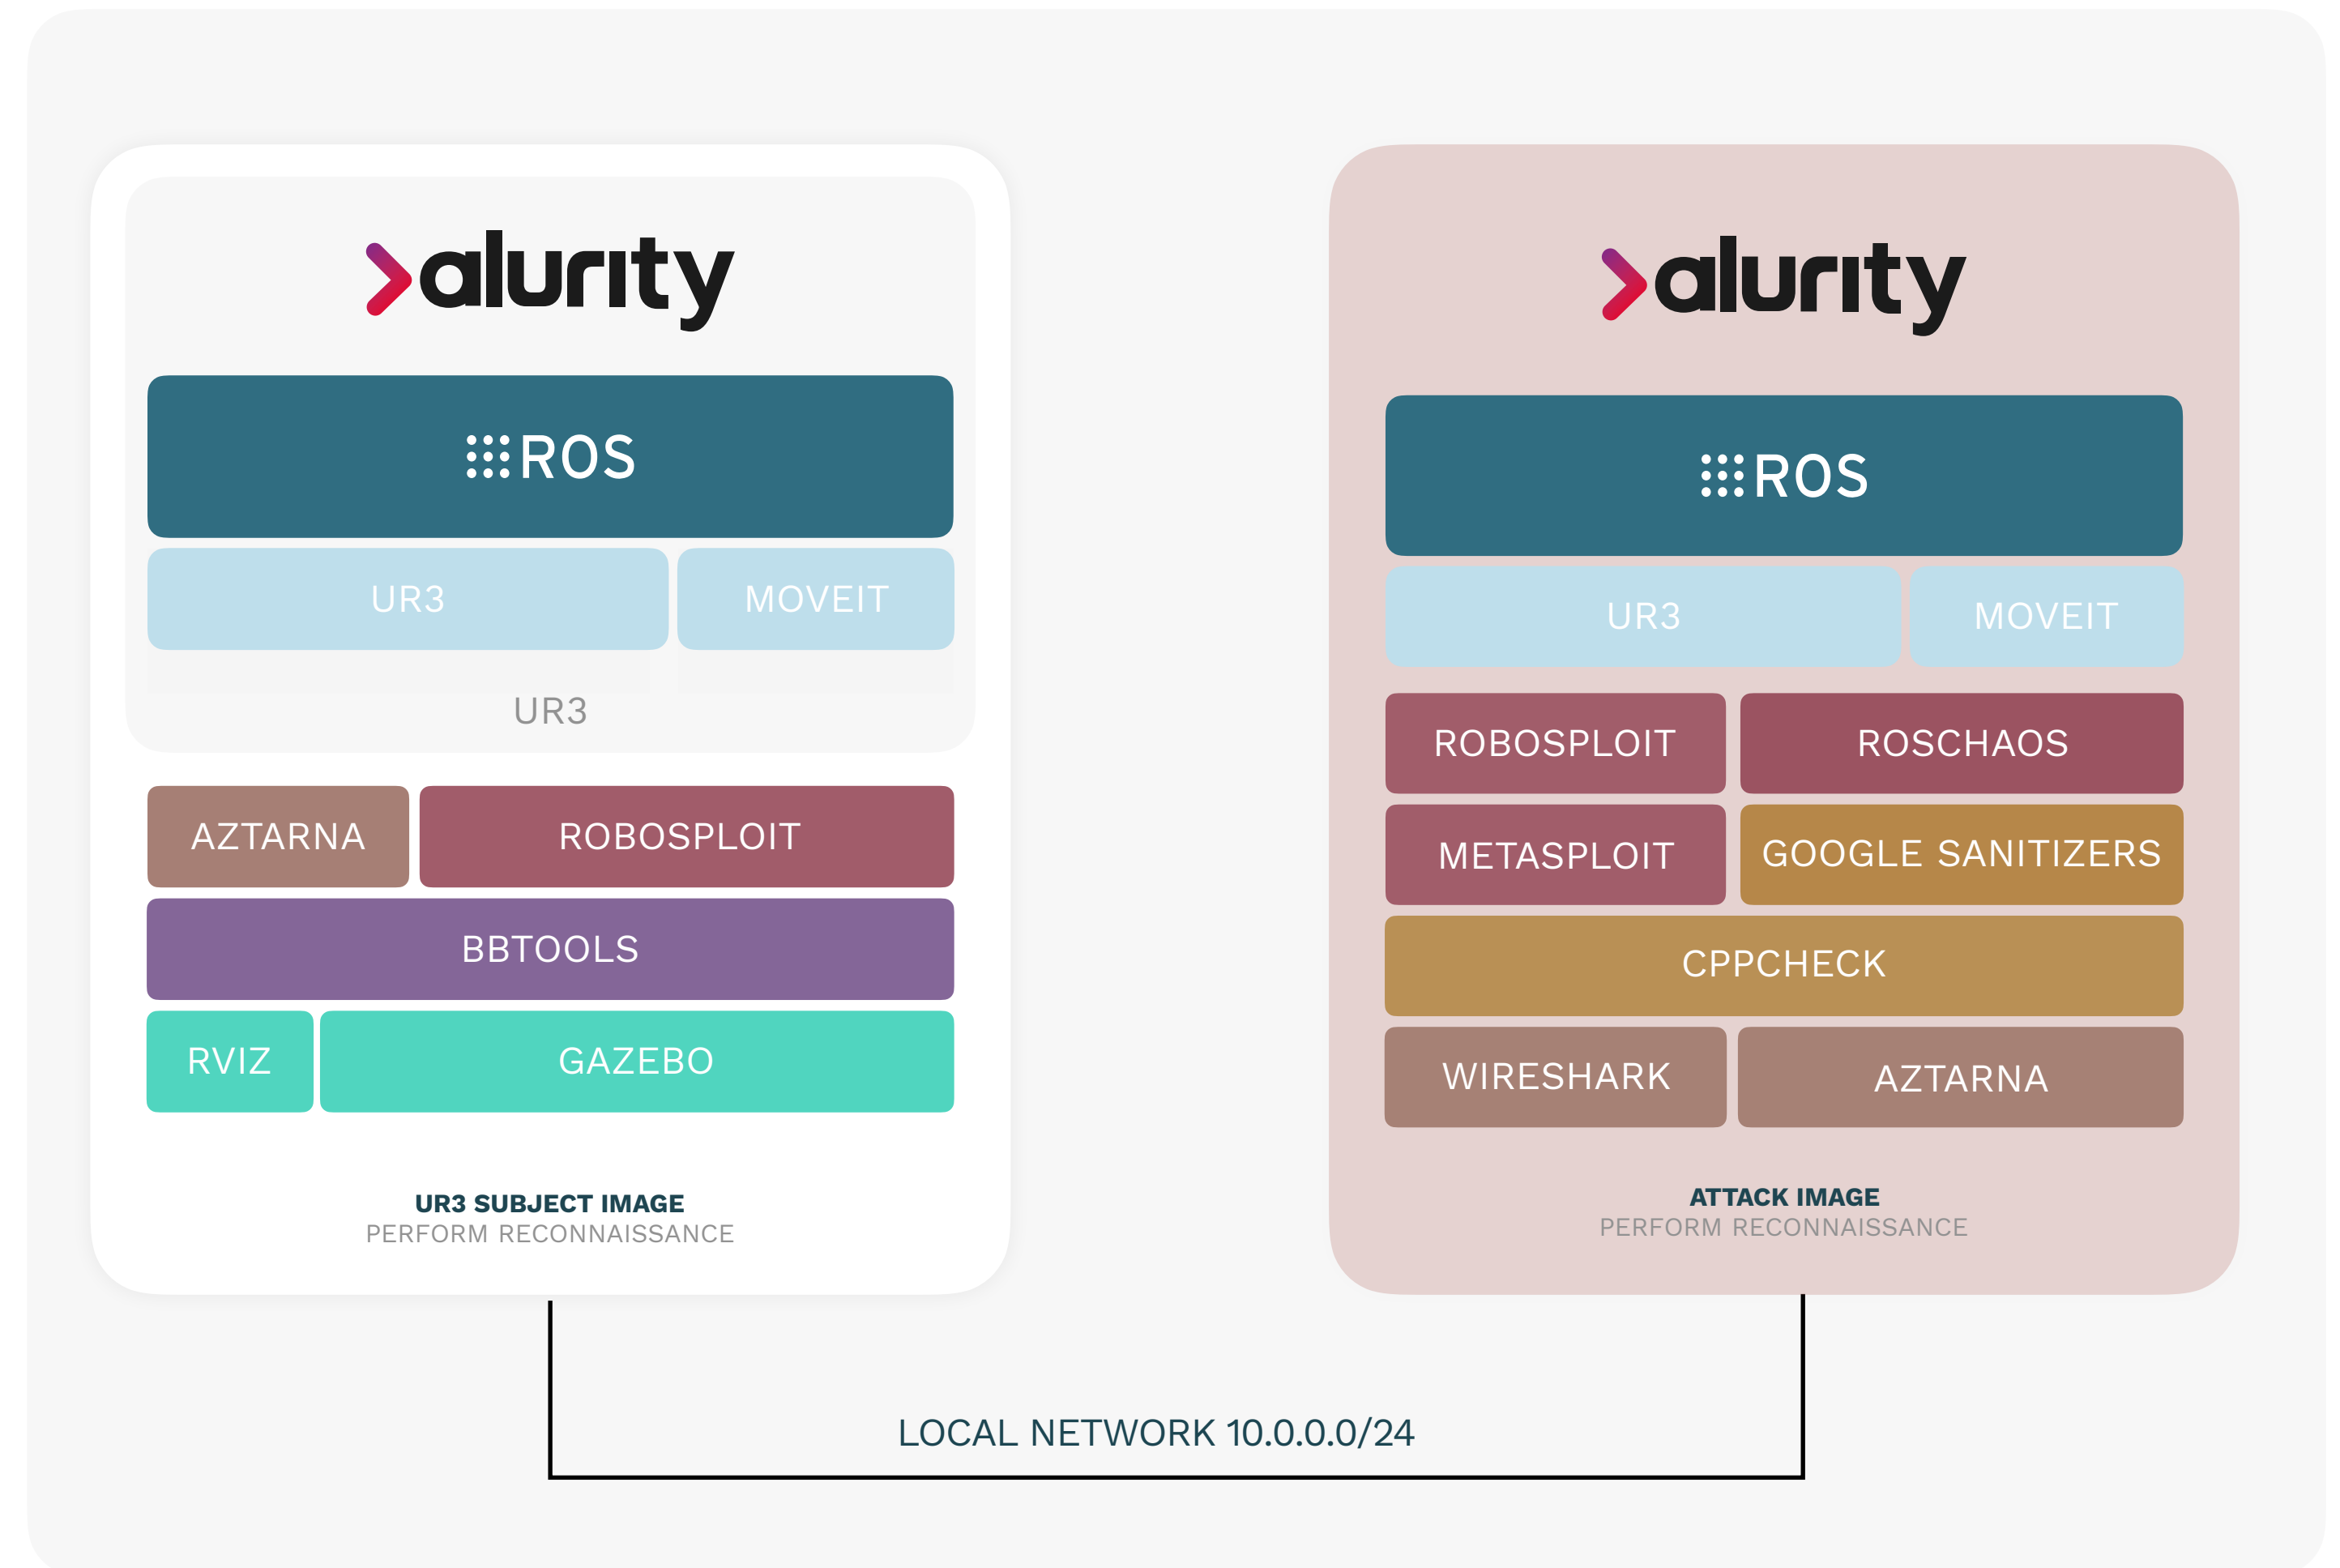 alurity
ROS
UR3 MOVEIT
UR3
AZTARNA ROBOSPLOIT
BBTOOLS
RVIZ GAZEBO
UR3 SUBJECT IMAGE
PERFORM RECONNAISSANCE
alurity
ROS
UR3 MOVEIT
ROBOSPLOIT ROSCHAOS
METASPLOIT GOOGLE SANITIZERS
CPPCHECK
WIRESHARK AZTARNA
ATTACK IMAGE
PERFORM RECONNAISSANCE
LOCAL NETWORK 10.0.0.0/24